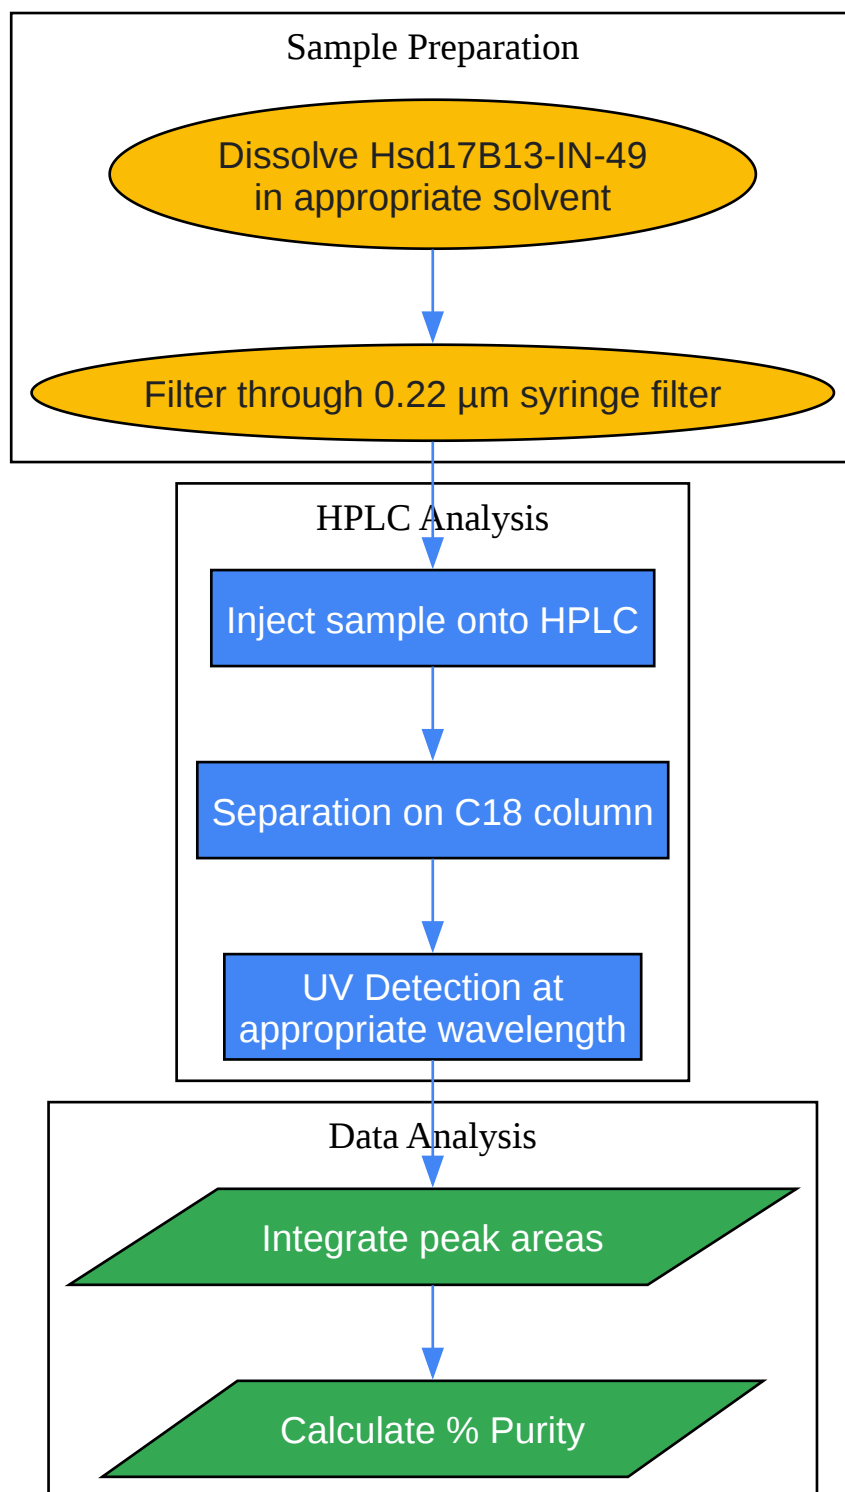 Sample Preparation
Dissolve Hsd17B13-IN-49
in appropriate solvent
Filter through 0.22 µm syringe filter
HPLC Analysis
Inject sample onto HPLC
Separation on C18 column
UV Detection at
appropriate wavelength
Data Analysis
Integrate peak areas
Calculate % Purity